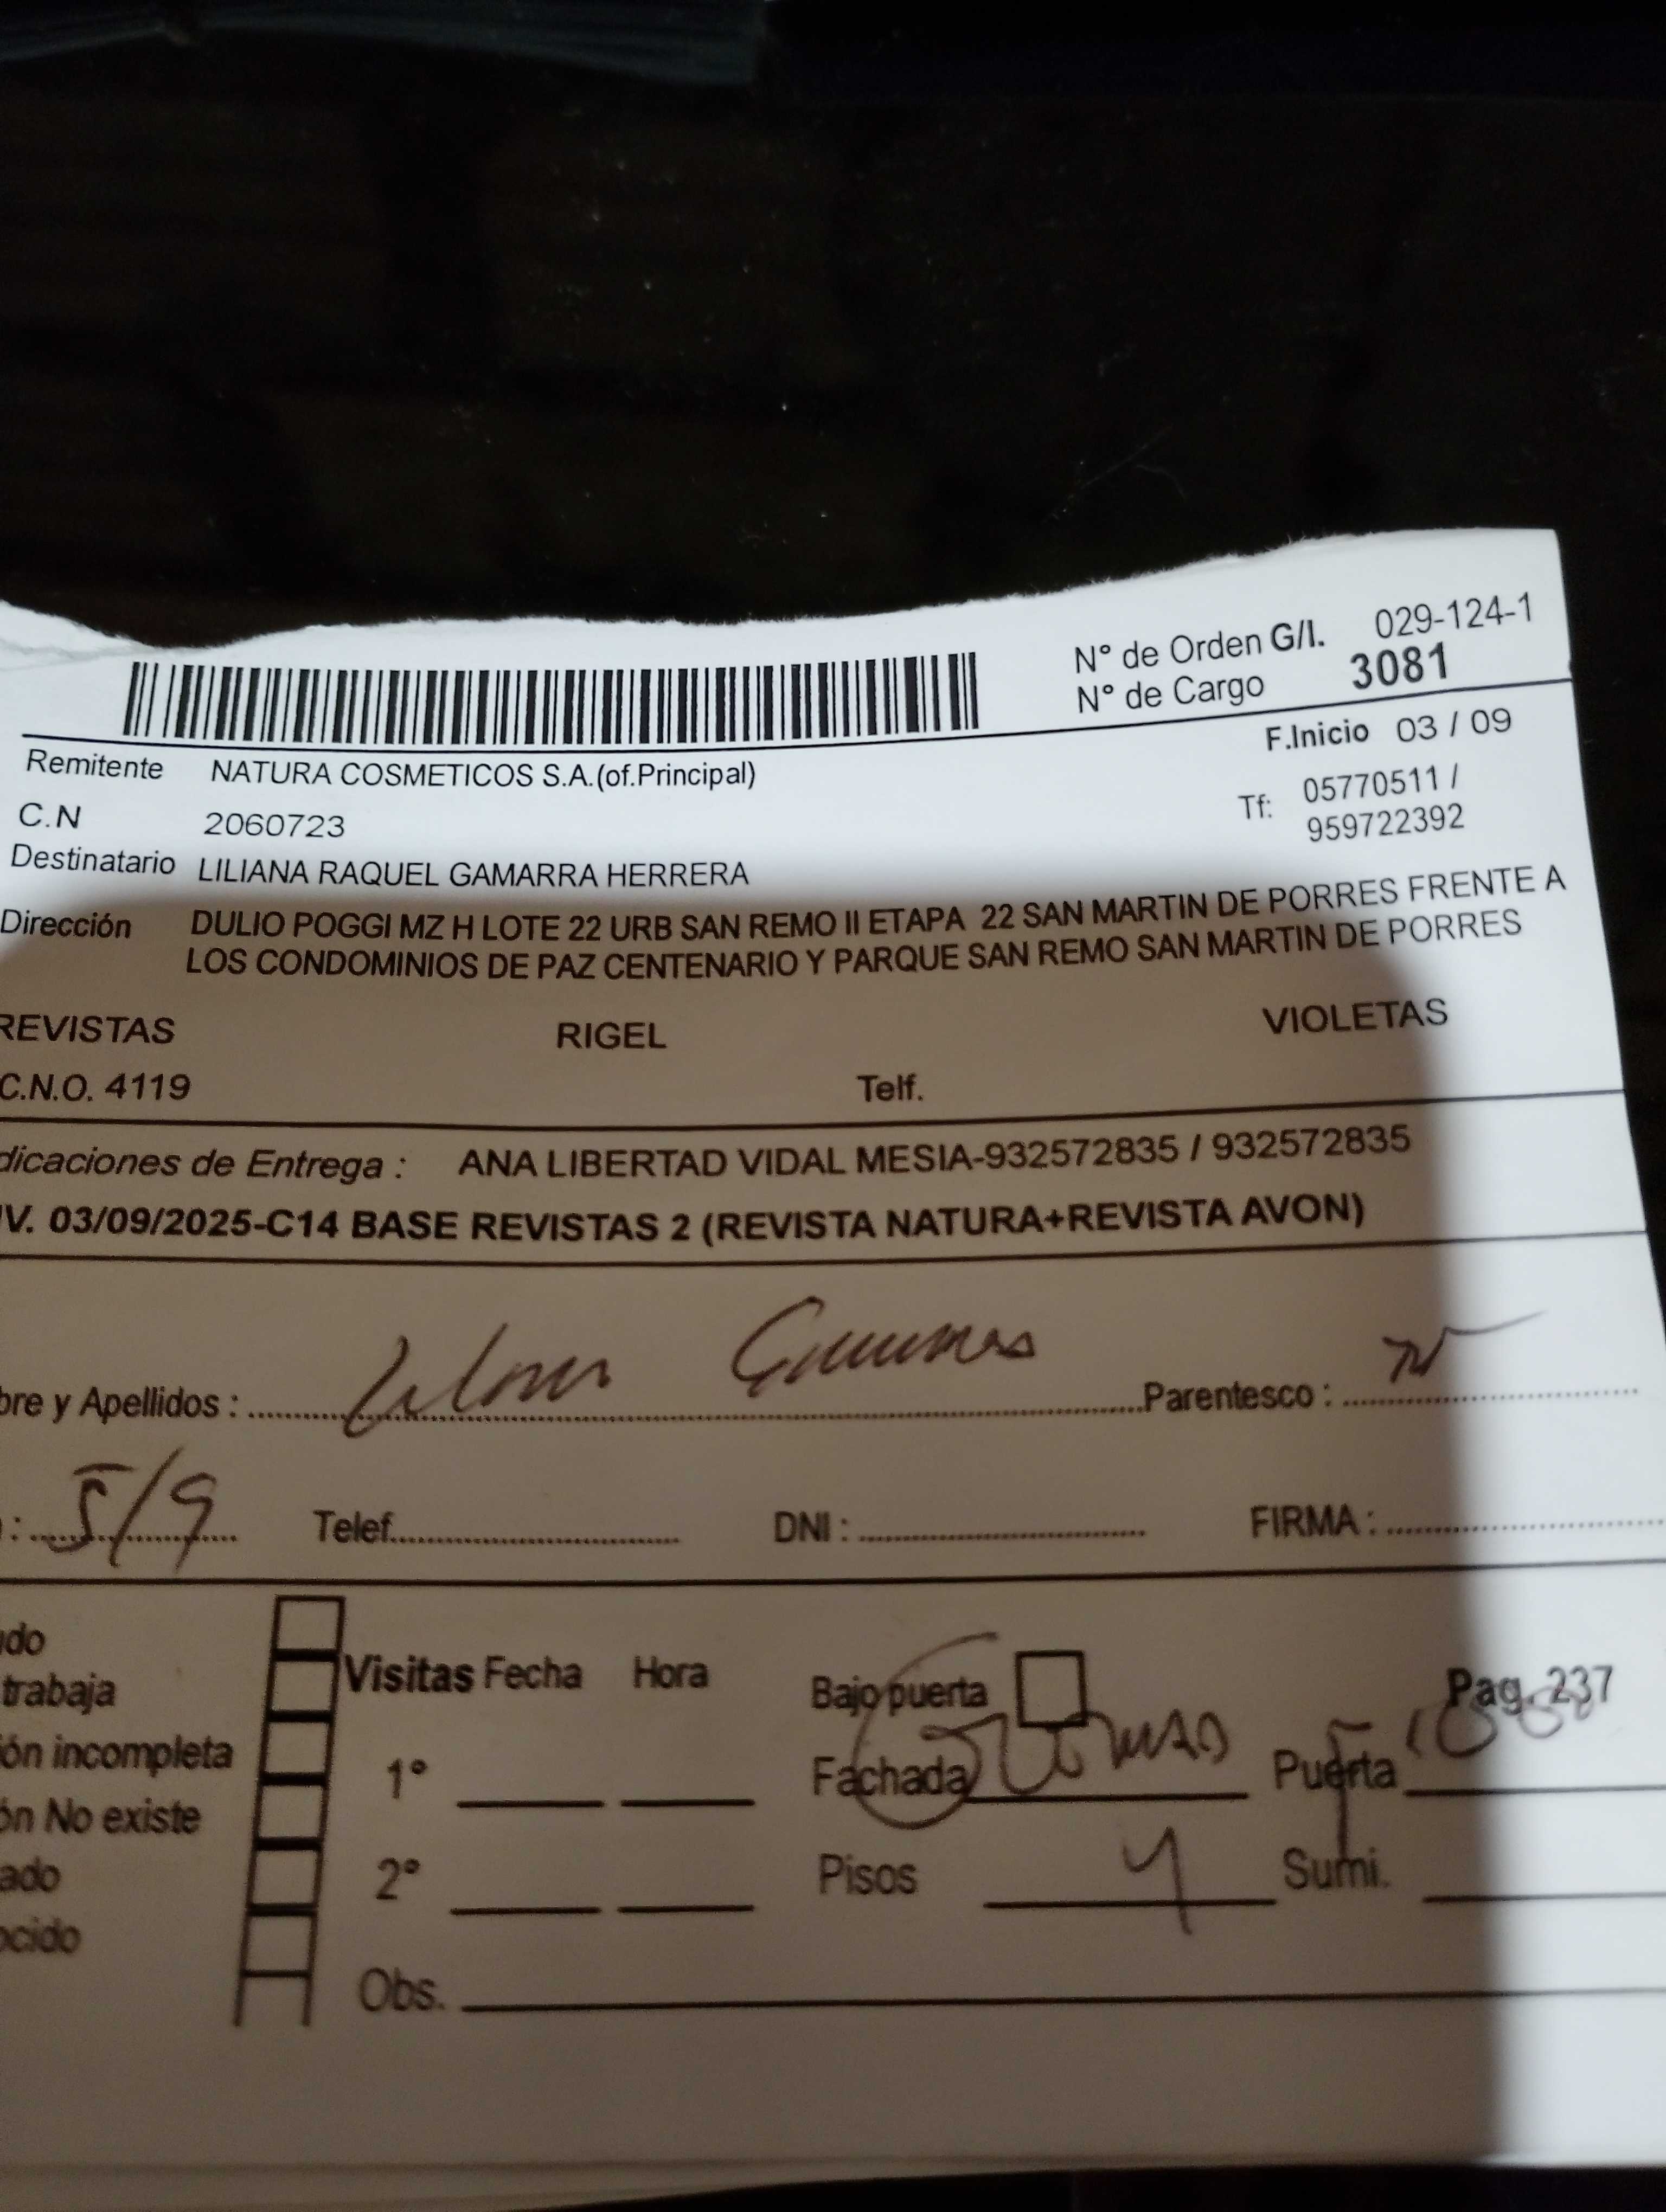 N° de Orden G/I. 029-124-1
N° de Cargo 3081
F.Inicio 03 / 09
Remitente NATURA COSMETICOS S.A.(of.Principal)
Tf: 05770511 /
959722392
C.N 2060723
Destinatario LILIANA RAQUEL GAMARRA HERRERA
Dirección DULIO POGGI MZ H LOTE 22 URB SAN REMO II ETAPA 22 SAN MARTIN DE PORRES FRENTE A
LOS CONDOMINIOS DE PAZ CENTENARIO Y PARQUE SAN REMO SAN MARTIN DE PORRES
REVISTAS RIGEL VIOLETAS
C.N.O. 4119 Telf.
dicaciones de Entrega : ANA LIBERTAD VIDAL MESIA-932572835 / 932572835
V. 03/09/2025-C14 BASE REVISTAS 2 (REVISTA NATURA+REVISTA AVON)
bre y Apellidos : Parentesco :
: 5/9 Telef. DNI : FIRMA :
do
trabaja Visitas Fecha Hora Bajo puerta Pag. 237
ón incompleta 1° Fachada Puerta
ón No existe
ado 2° Pisos 4 Sumi.
ocido
Obs.